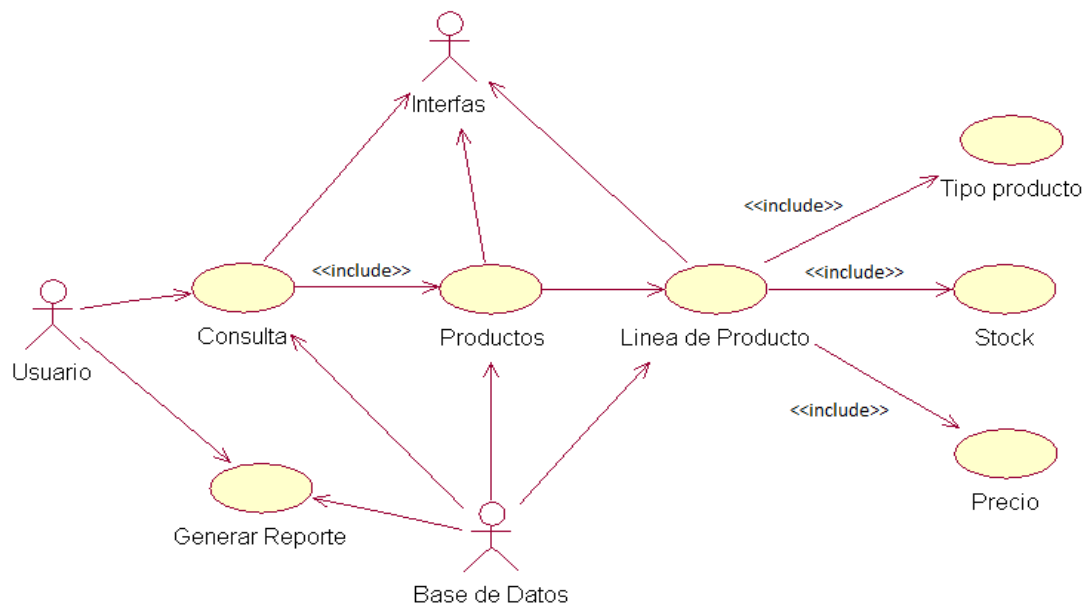 Interfas
Tipo producto
<<include>>
<<include>>
<<include>>
Consulta
Productos
Linea de Producto
Stock
Usuario
<<include>>
Precio
Generar Reporte
Base de Datos